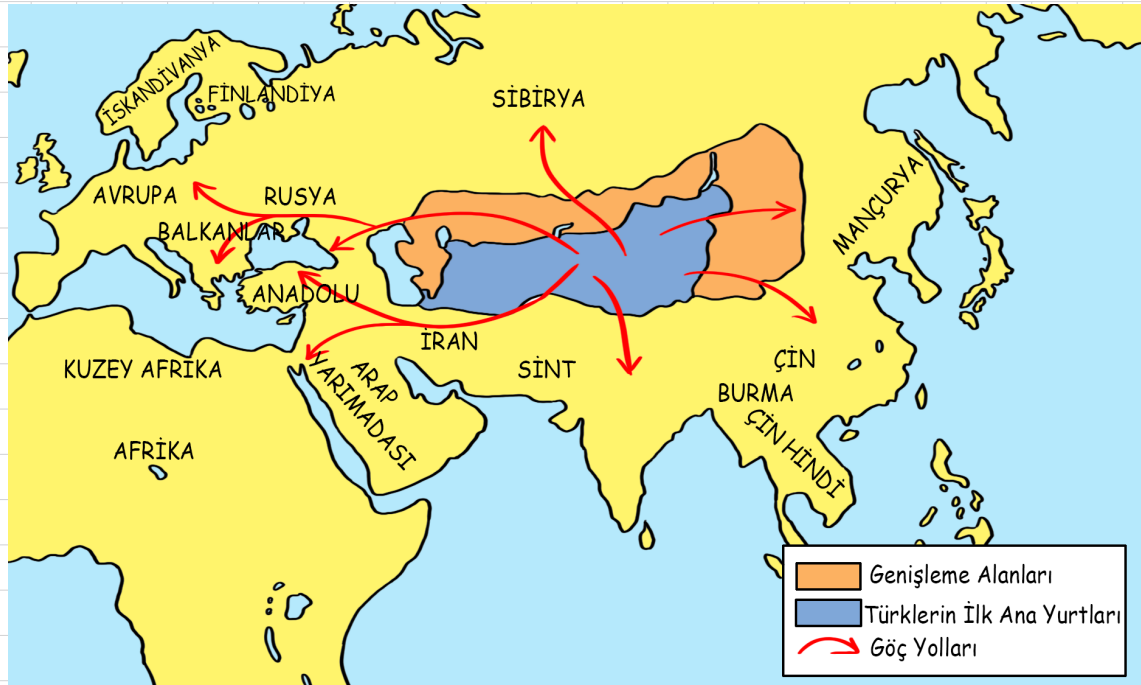 İSKANDİVANYA
FİNLANDİYA
SİBİRYA
AVRUPA
RUSYA
BALKANLAR
MANÇURYA
ANADOLU
İRAN
KUZEY AFRİKA
ARAP
YARIMADASI
SİNT
ÇİN
BURMA
ÇİN HİNDİ
AFRİKA
Genişleme Alanları
Türklerin İlk Ana Yurtları
Göç Yolları